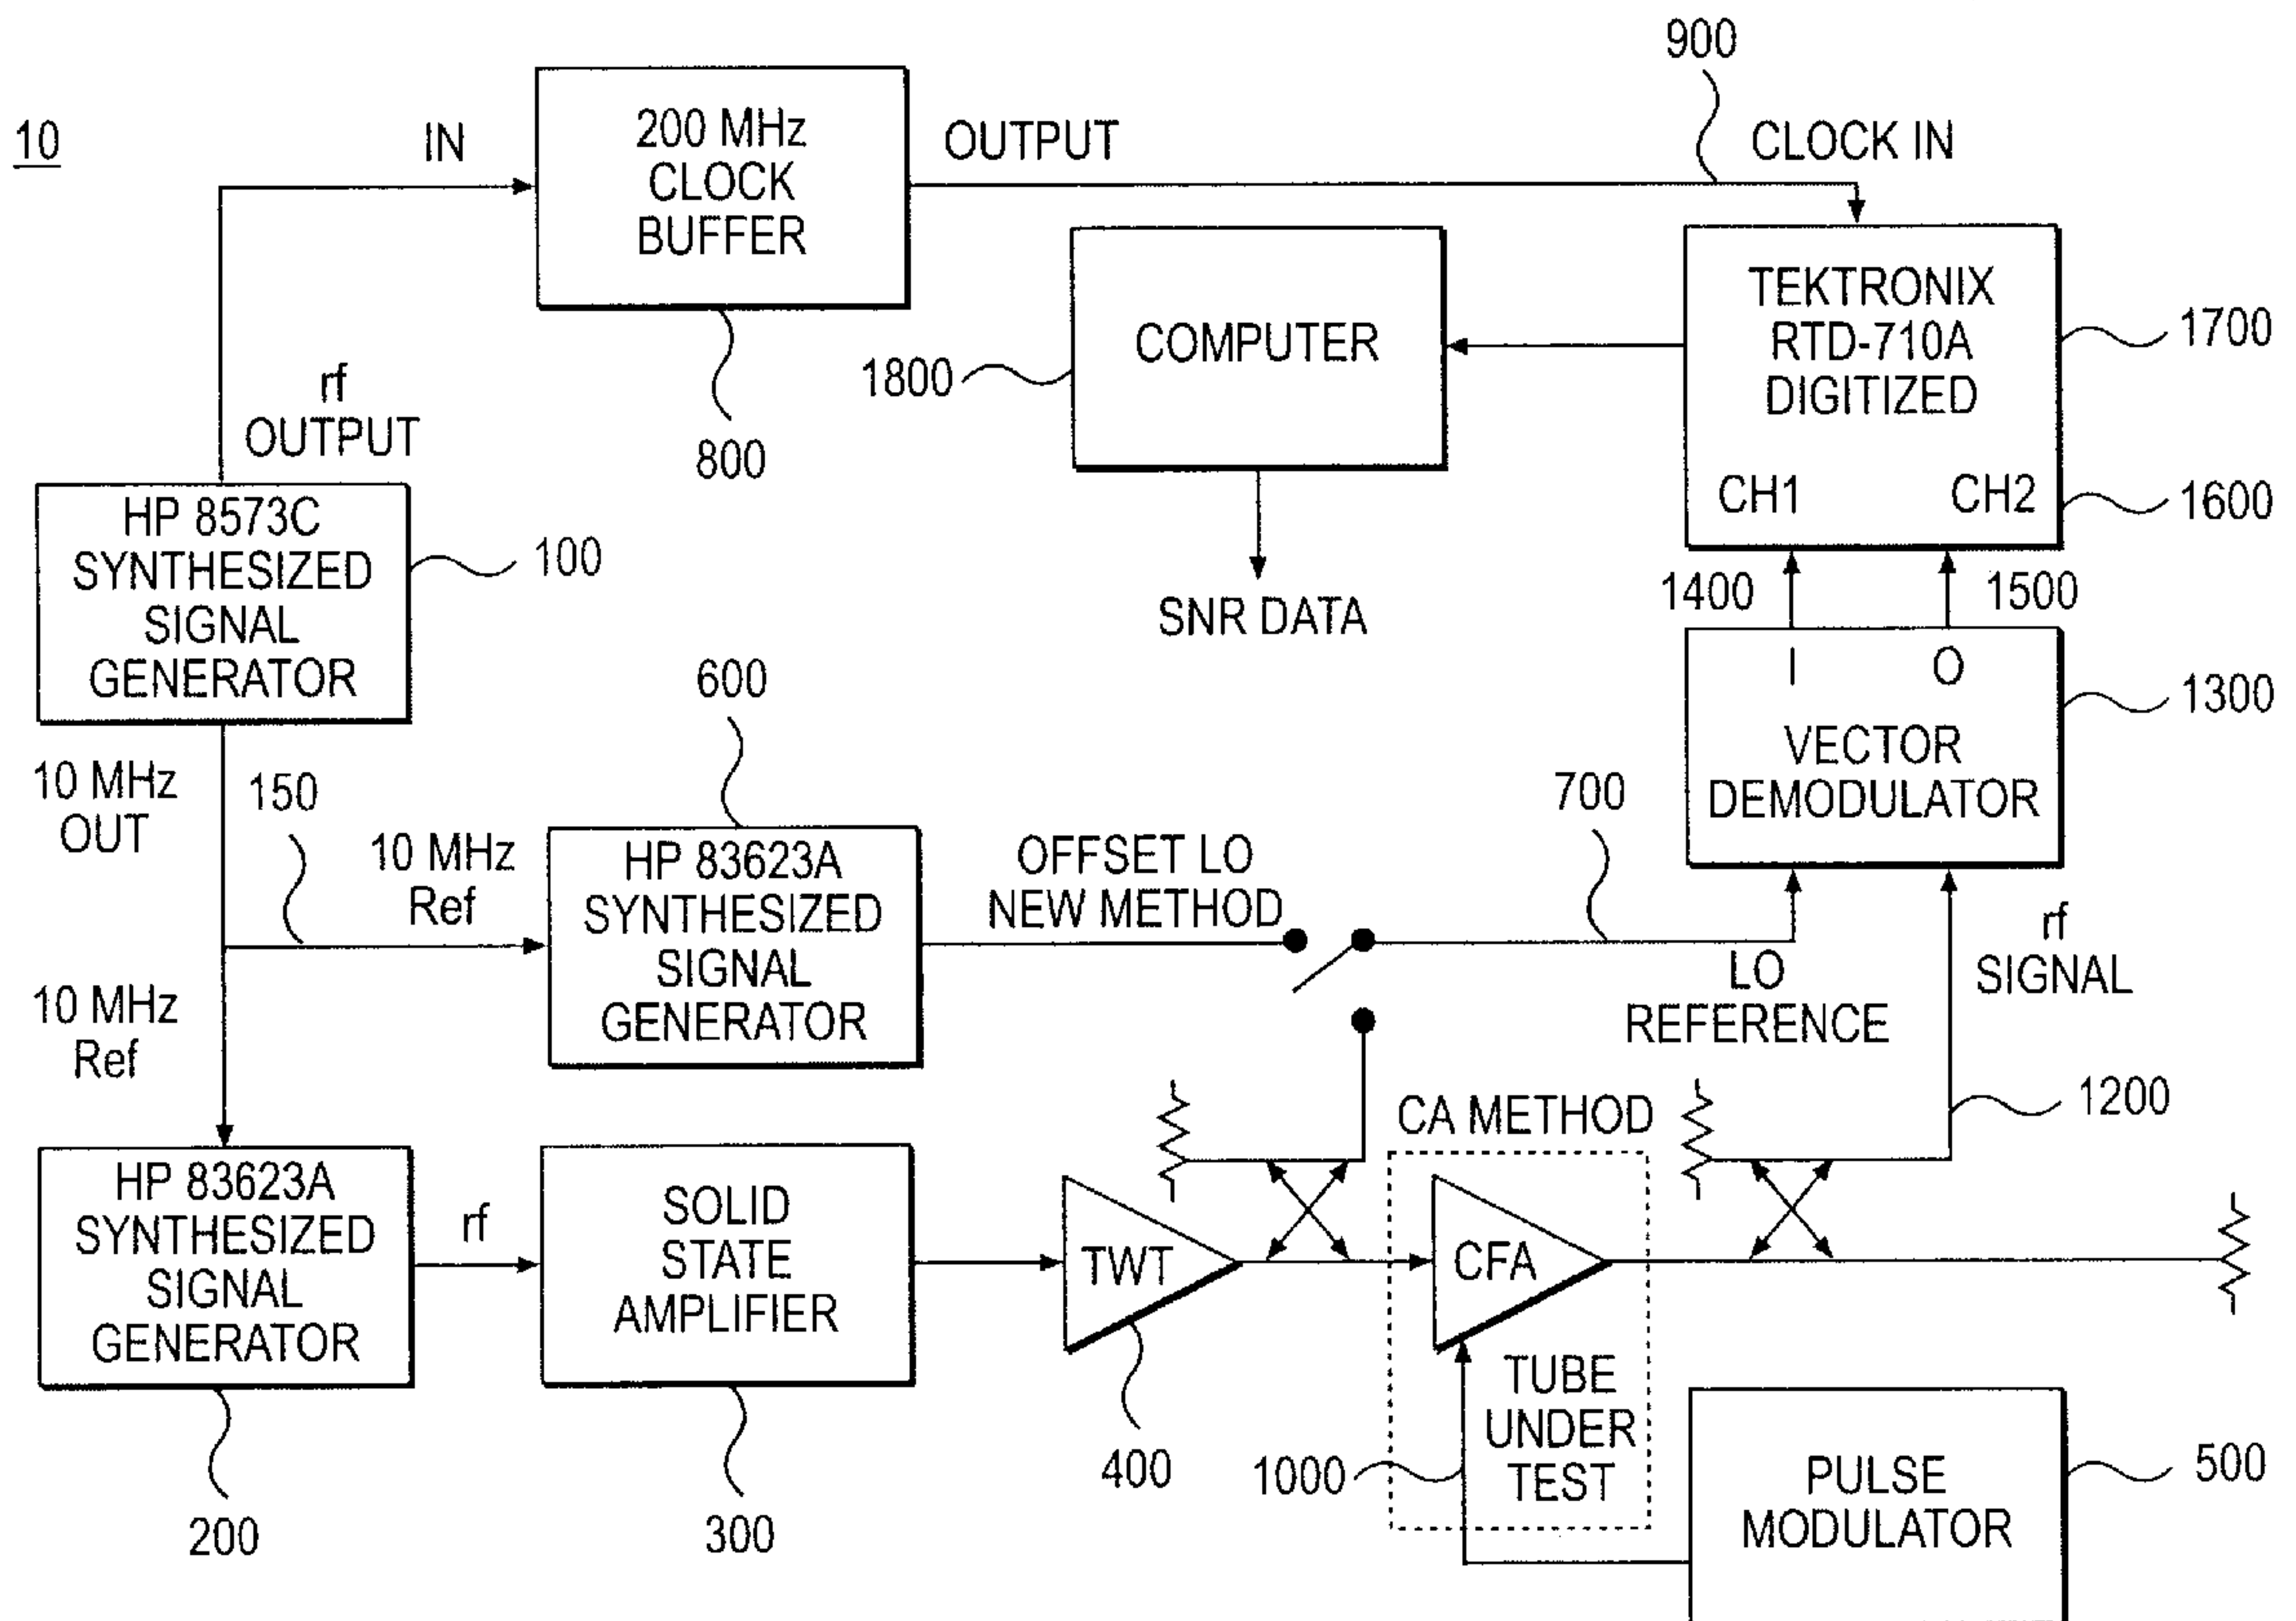 10
IN
200 MHz
CLOCK
BUFFER
800
OUTPUT
900
CLOCK IN
rf
OUTPUT
COMPUTER
1800
SNR DATA
TEKTRONIX
RTD-710A
DIGITIZED
CH1 CH2
1700
1600
HP 8573C
SYNTHESIZED
SIGNAL
GENERATOR
100
1400
1500
I O
VECTOR
DEMODULATOR
1300
10 MHz
OUT
150
10 MHz
Ref
600
HP 83623A
SYNTHESIZED
SIGNAL
GENERATOR
OFFSET LO
NEW METHOD
700
LO
REFERENCE
rf
SIGNAL
1200
10 MHz
Ref
HP 83623A
SYNTHESIZED
SIGNAL
GENERATOR
200
rf
SOLID
STATE
AMPLIFIER
300
TWT
400
CA METHOD
CFA
TUBE
UNDER
TEST
1000
PULSE
MODULATOR
500